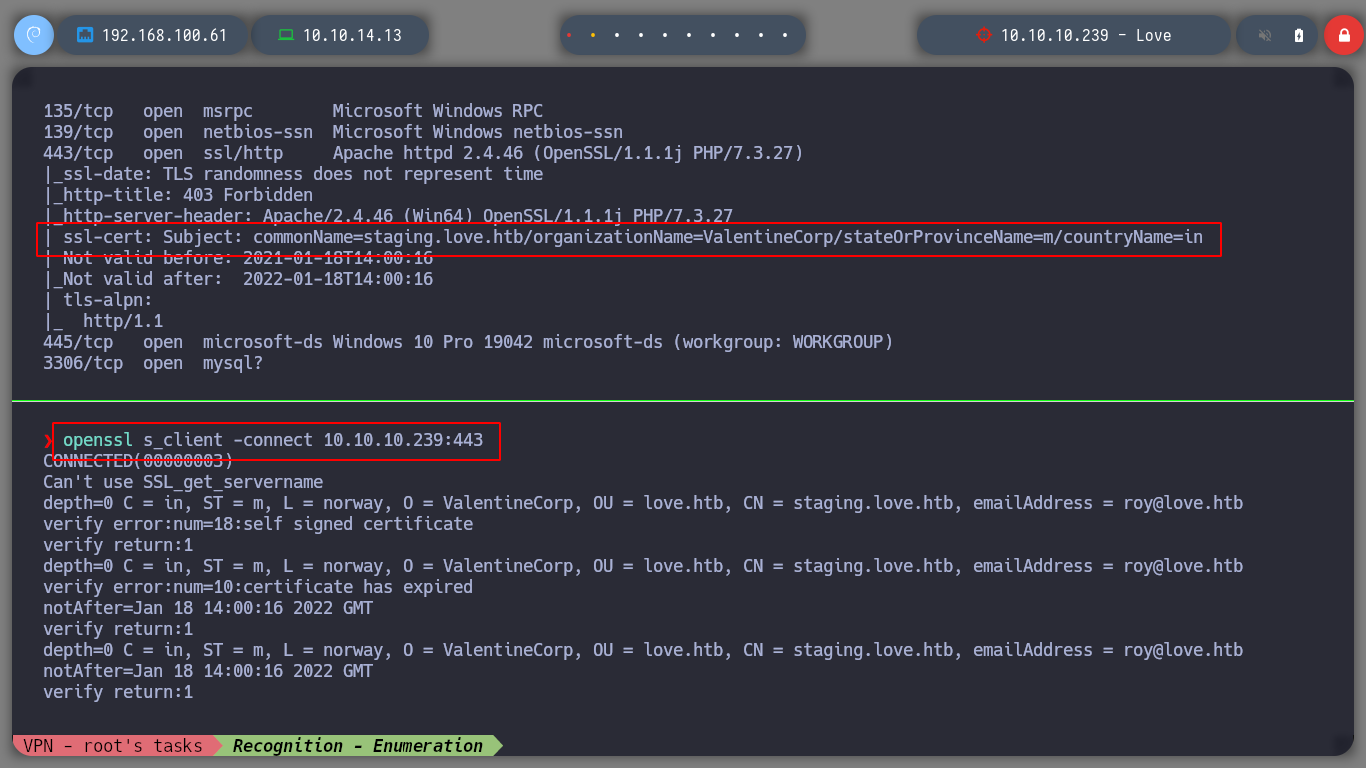 192.168.100.61
10.10.14.13
10.10.10.239 - Love
135/tcp   open  msrpc        Microsoft Windows RPC
139/tcp   open  netbios-ssn  Microsoft Windows netbios-ssn
443/tcp   open  ssl/http     Apache httpd 2.4.46 (OpenSSL/1.1.1j PHP/7.3.27)
|_ssl-date: TLS randomness does not represent time
|_http-title: 403 Forbidden
|_http-server-header: Apache/2.4.46 (Win64) OpenSSL/1.1.1j PHP/7.3.27
| ssl-cert: Subject: commonName=staging.love.htb/organizationName=ValentineCorp/stateOrProvinceName=m/countryName=in
| Not valid before: 2021-01-18T14:00:16
|_Not valid after:  2022-01-18T14:00:16
| tls-alpn:
|_  http/1.1
445/tcp   open  microsoft-ds Windows 10 Pro 19042 microsoft-ds (workgroup: WORKGROUP)
3306/tcp  open  mysql?
❯ openssl s_client -connect 10.10.10.239:443
CONNECTED(00000003)
Can't use SSL_get_servername
depth=0 C = in, ST = m, L = norway, O = ValentineCorp, OU = love.htb, CN = staging.love.htb, emailAddress = roy@love.htb
verify error:num=18:self signed certificate
verify return:1
depth=0 C = in, ST = m, L = norway, O = ValentineCorp, OU = love.htb, CN = staging.love.htb, emailAddress = roy@love.htb
verify error:num=10:certificate has expired
notAfter=Jan 18 14:00:16 2022 GMT
verify return:1
depth=0 C = in, ST = m, L = norway, O = ValentineCorp, OU = love.htb, CN = staging.love.htb, emailAddress = roy@love.htb
notAfter=Jan 18 14:00:16 2022 GMT
verify return:1
VPN - root's tasks  Recognition - Enumeration